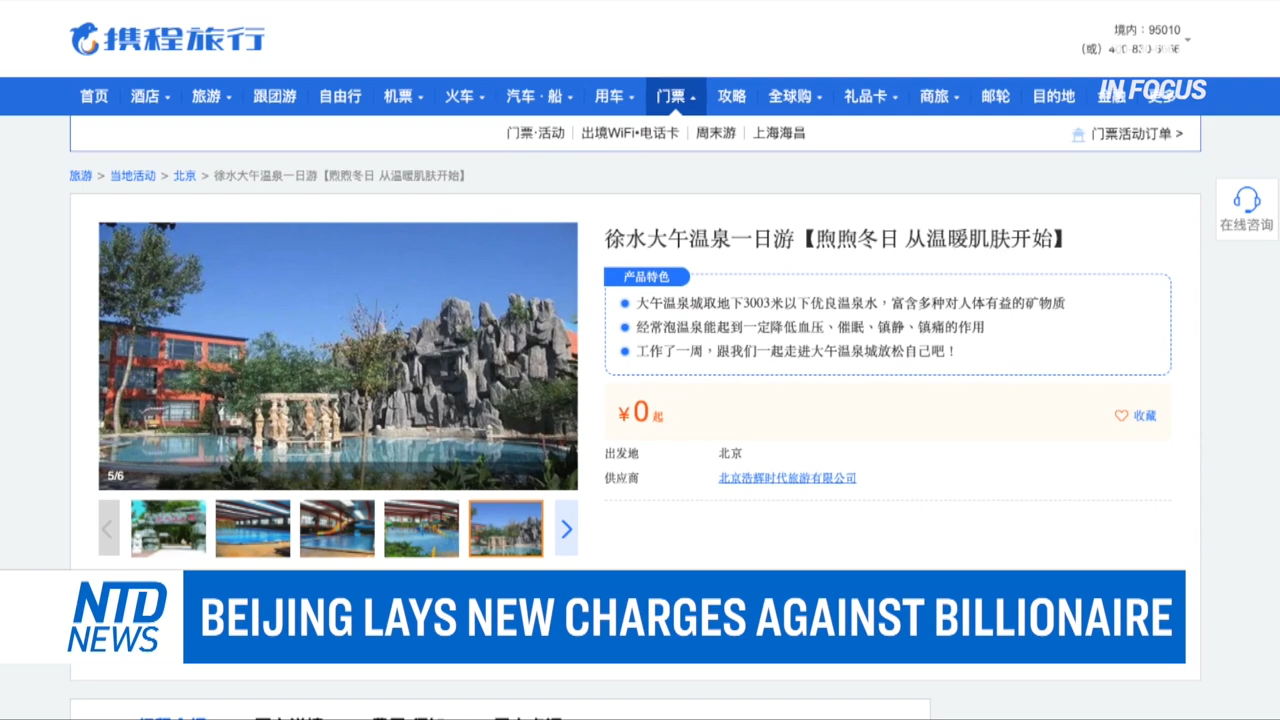 携程旅行
境内：95010
(或)
IN FOCUS
首页 酒店 旅游 跟团游 自由行 机票 火车 汽车·船 用车 门票 攻略 全球购 礼品卡 商旅 邮轮 目的地
门票·活动 出境WiFi•电话卡 周末游 上海海昌 门票活动订单 >
旅游 > 当地活动 > 北京 > 徐水大午温泉一日游【煦煦冬日 从温暖肌肤开始】
在线咨询
徐水大午温泉一日游【煦煦冬日 从温暖肌肤开始】
产品特色
大午温泉城取地下3003米以下优良温泉水，富含多种对人体有益的矿物质
经常泡温泉能起到一定降低血压、催眠、镇静、镇痛的作用
工作了一周，跟我们一起走进大午温泉城放松自己吧！
¥0起 收藏
出发地 北京
供应商 北京浩辉时代旅游有限公司
5/6
NTD NEWS
BEIJING LAYS NEW CHARGES AGAINST BILLIONAIRE